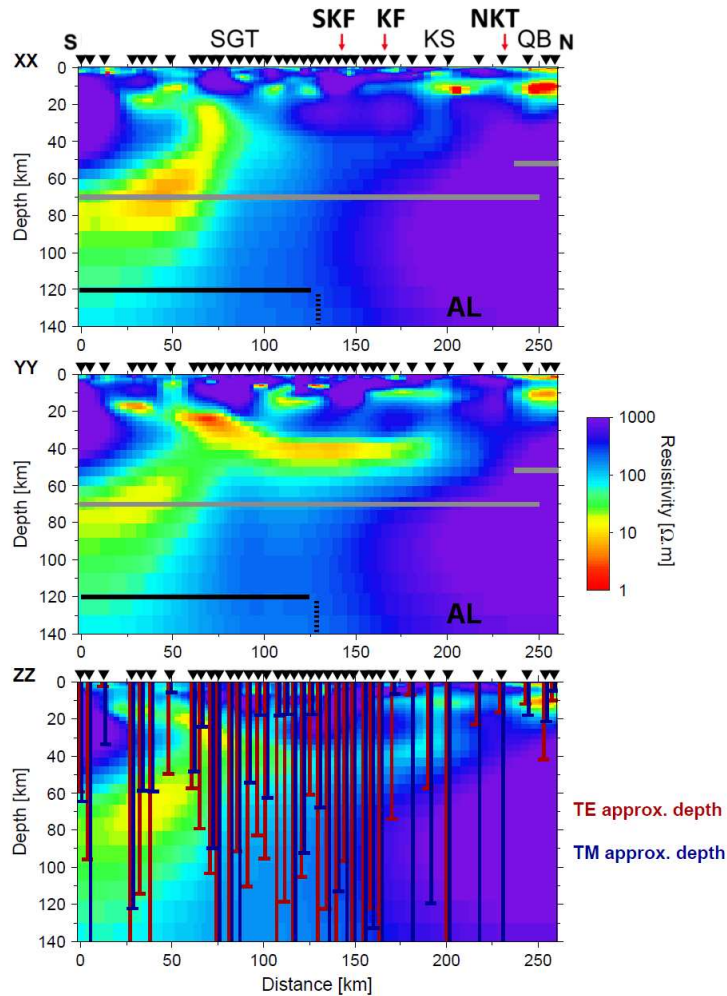 SKF KF NKT
S SGT KS QB N
XX
0
20
40
60
80
100
120
140
Depth [km]
AL
0 50 100 150 200 250
YY
0
20
40
60
80
100
120
140
Depth [km]
AL
0 50 100 150 200 250
1000
100
10
1
Resistivity [Ω.m]
ZZ
0
20
40
60
80
100
120
140
Depth [km]
0 50 100 150 200 250
Distance [km]
TE approx. depth
TM approx. depth